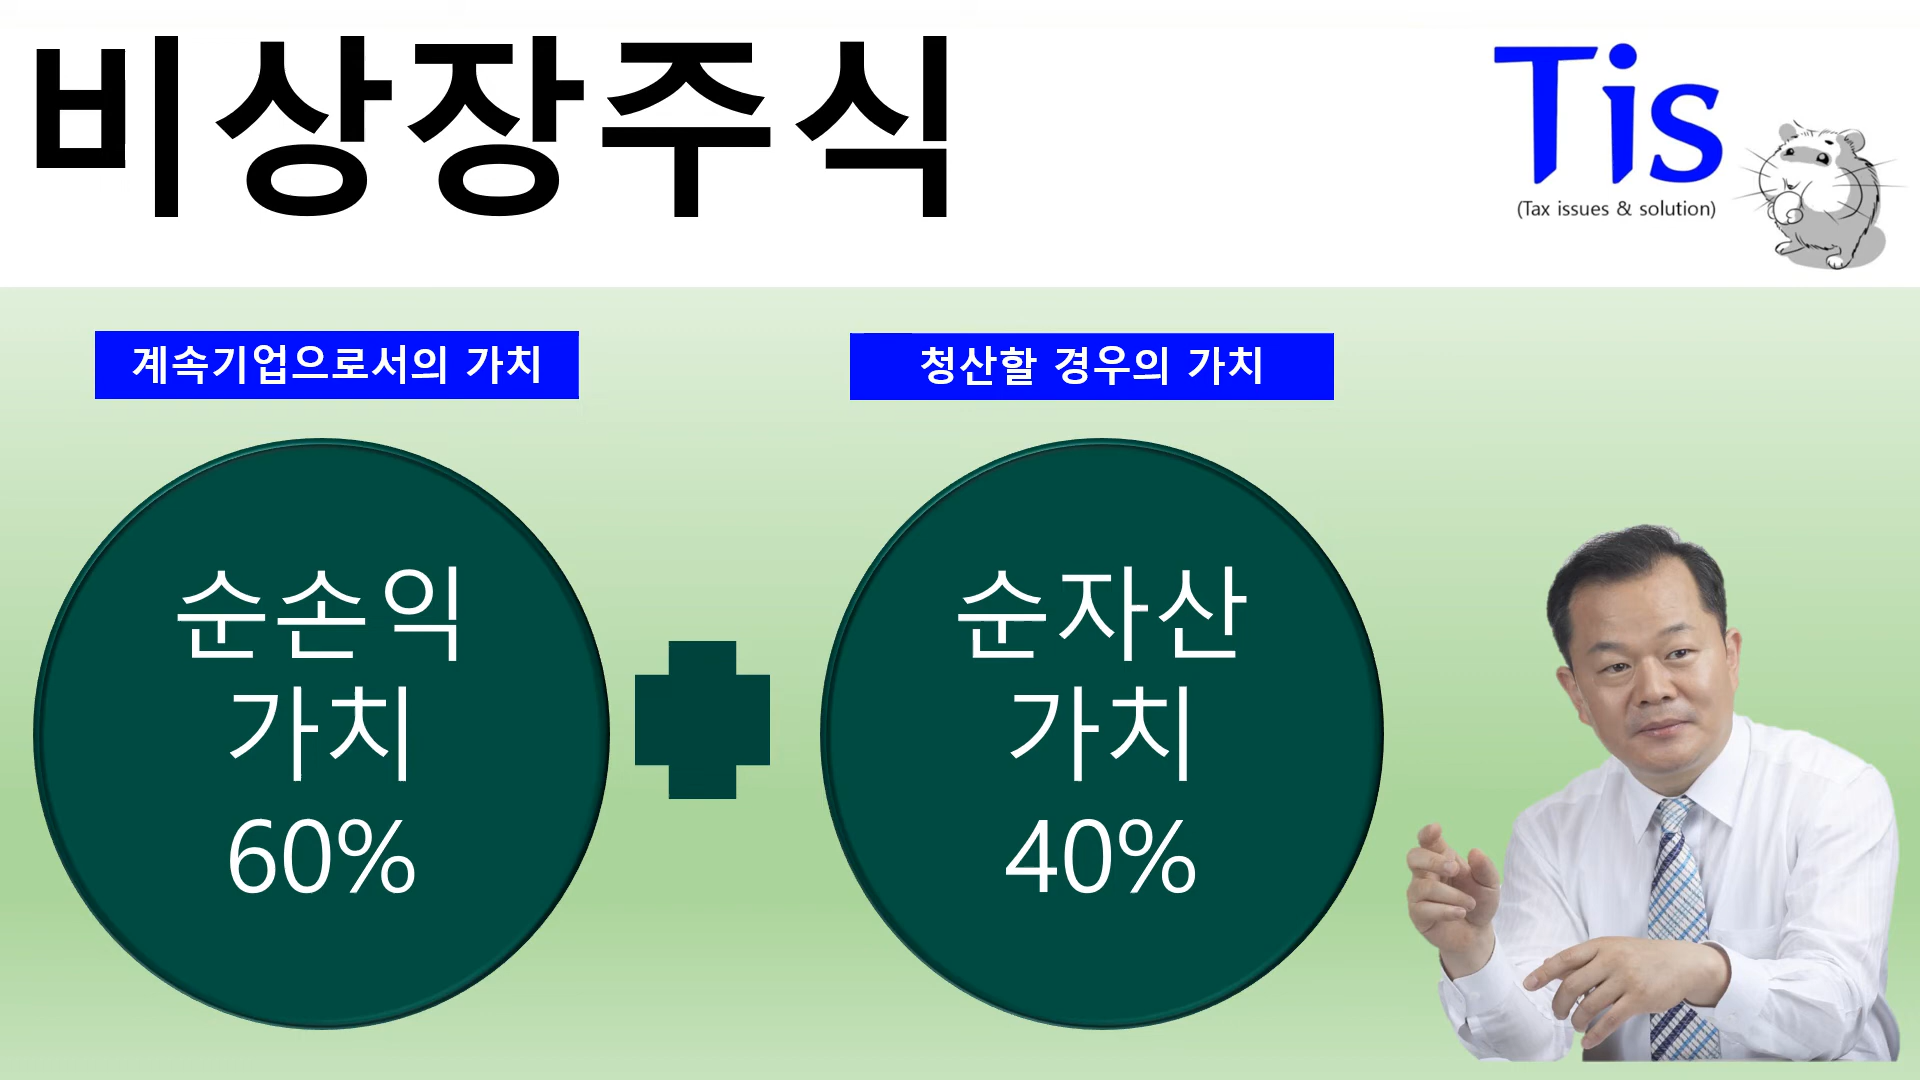 비상장주식
Tis
(Tax issues & solution)
계속기업으로서의 가치
청산할 경우의 가치
순손익
가치
60%
순자산
가치
40%